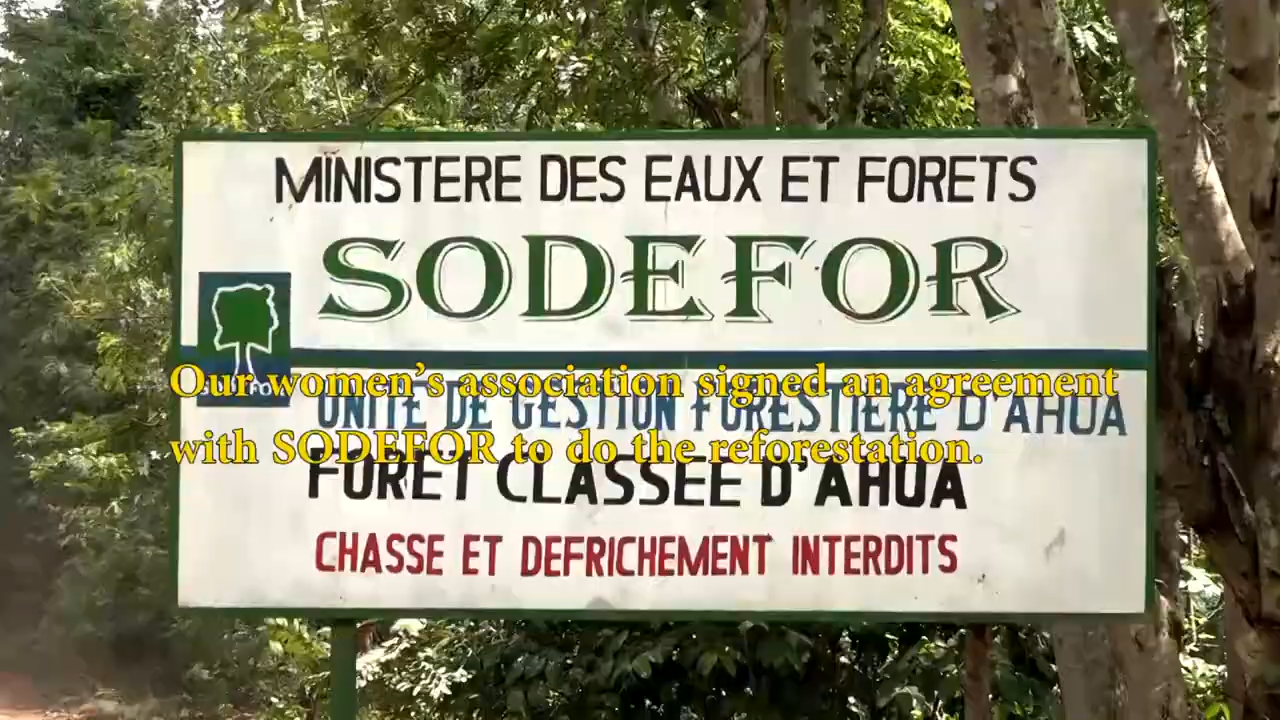 MINISTERE DES EAUX ET FORETS
SODEFOR
Our women's association signed an agreement
UNITE DE GESTION FORESTIERE D'AHUA
with SODEFOR to do the reforestation.
FORET CLASSEE D'AHUA
CHASSE ET DEFRICHEMENT INTERDITS